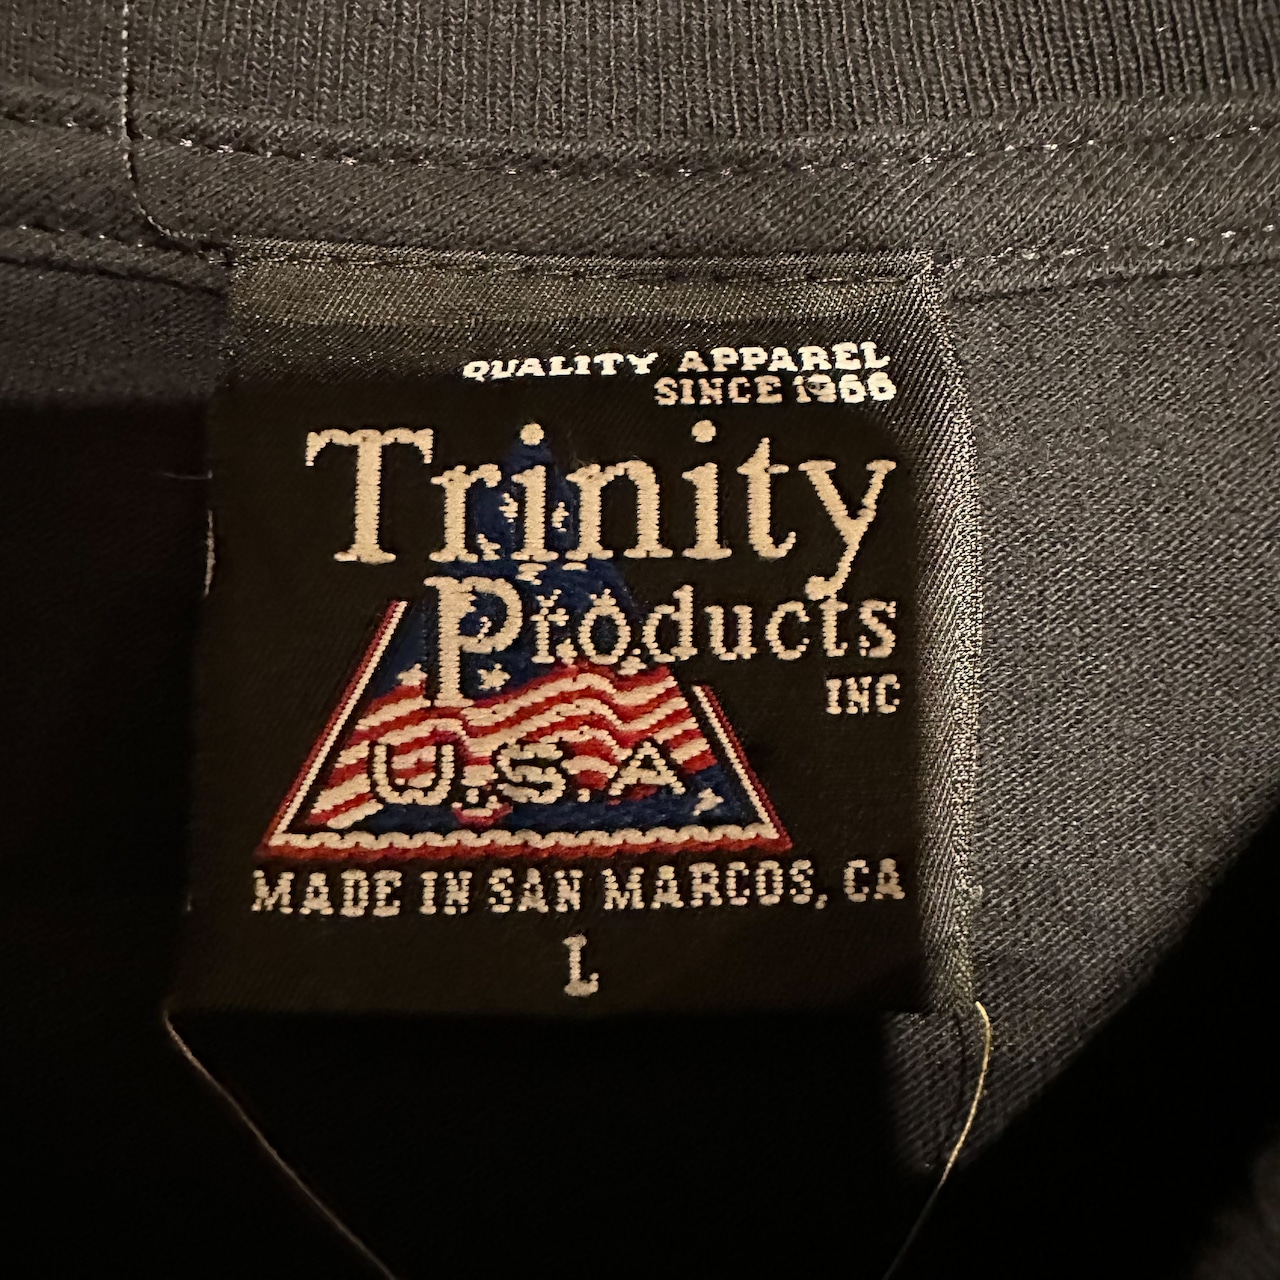 QUALITY APPAREL
SINCE 1966
Trinity
Products
INC
U.S.A
MADE IN SAN MARCOS, CA
L